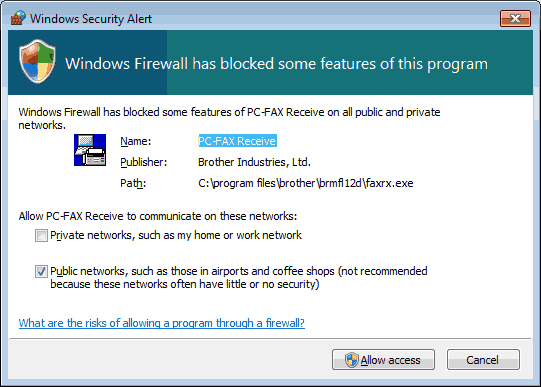 Windows Security Alert
Windows Firewall has blocked some features of this program
Windows Firewall has blocked some features of PC-FAX Receive on all public and private
networks.
Name: PC-FAX Receive
Publisher: Brother Industries, Ltd.
Path: C:\program files\brother\brmfl12d\faxrx.exe
Allow PC-FAX Receive to communicate on these networks:
Private networks, such as my home or work network
Public networks, such as those in airports and coffee shops (not recommended
because these networks often have little or no security)
What are the risks of allowing a program through a firewall?
Allow access Cancel